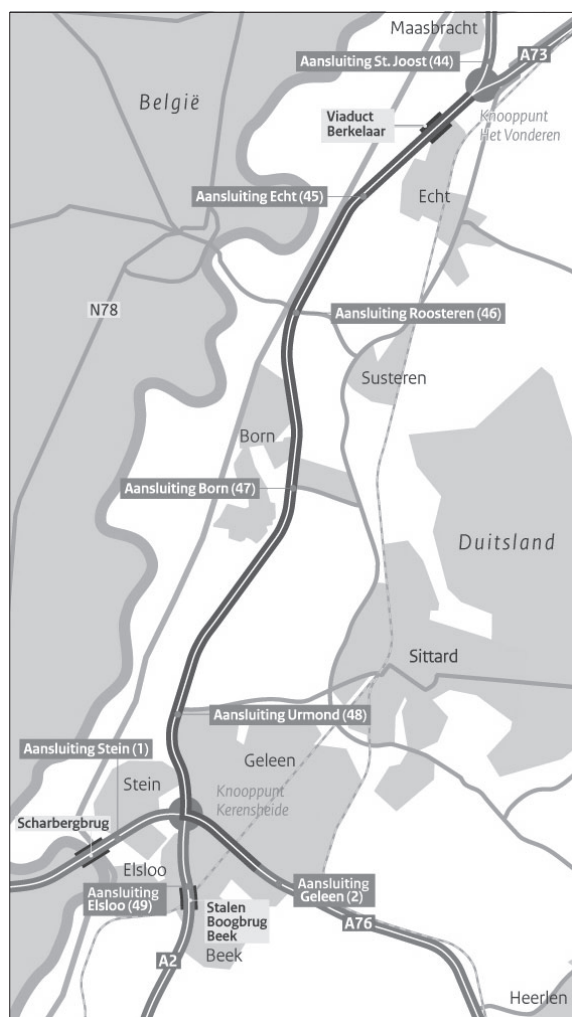 Maasbracht
Aansluiting St. Joost (44)
A73
België
Viaduct
Berkelaar
Knooppunt
Het Vonderen
Aansluiting Echt (45)
Echt
N78
Aansluiting Roosteren (46)
Susteren
Born
Aansluiting Born (47)
Duitsland
Sittard
Aansluiting Urmond (48)
Aansluiting Stein (1)
Geleen
Stein
Knooppunt
Kerensheide
Scharbergbrug
Elsloo
Aansluiting
Elsloo (49)
Aansluiting
Geleen (2)
Stalen
Boogbrug
Beek
A76
Beek
A2
Heerlen